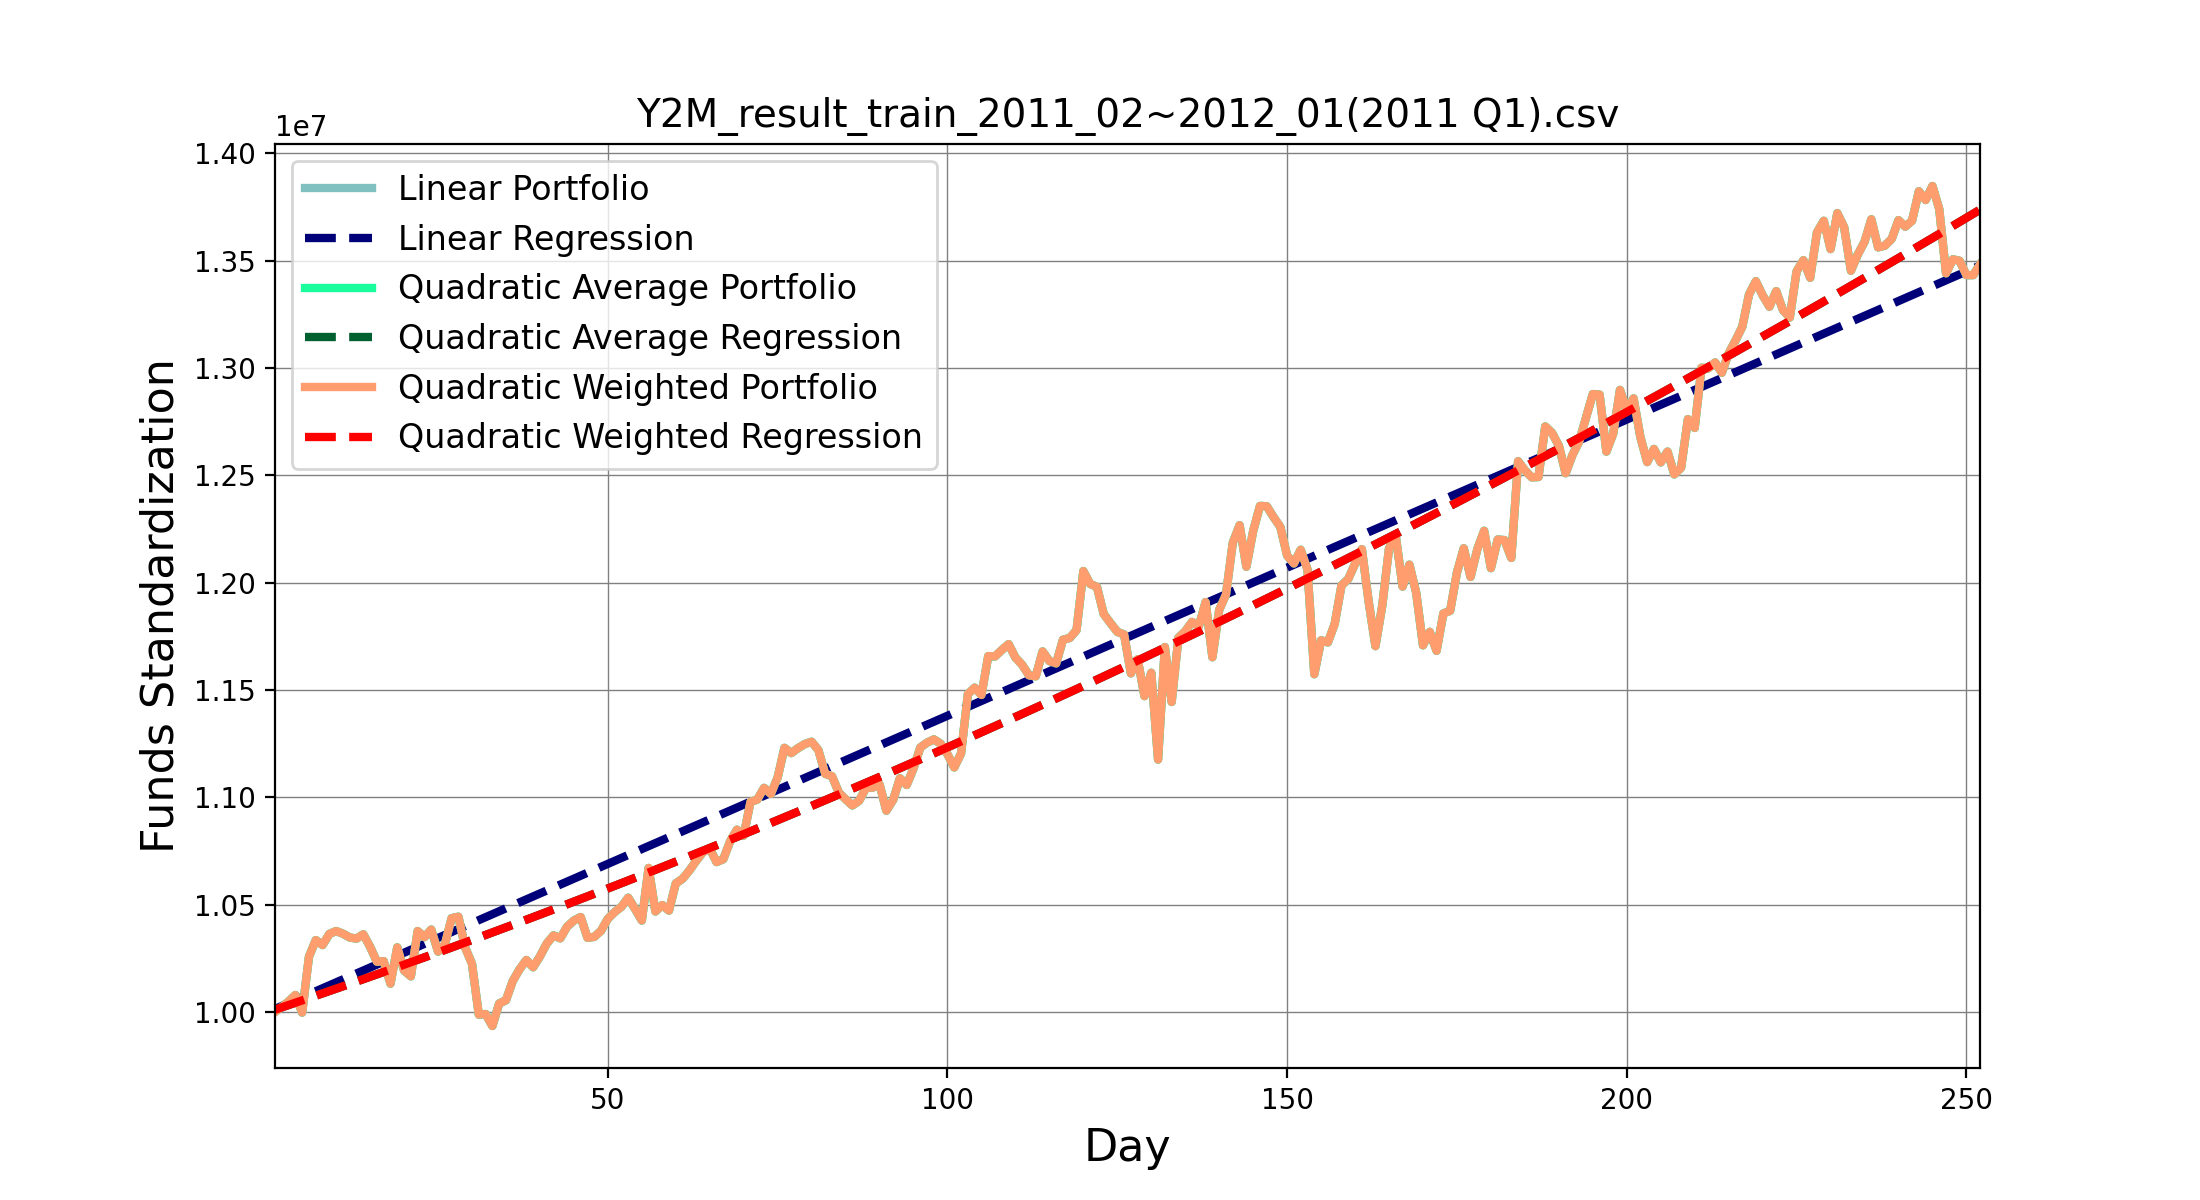 Y2M_result_train_2011_02~2012_01(2011 Q1).csv
1e7
1.40
1.35
1.30
1.25
1.20
1.15
1.10
1.05
1.00
Funds Standardization
Linear Portfolio
Linear Regression
Quadratic Average Portfolio
Quadratic Average Regression
Quadratic Weighted Portfolio
Quadratic Weighted Regression
50 100 150 200 250
Day